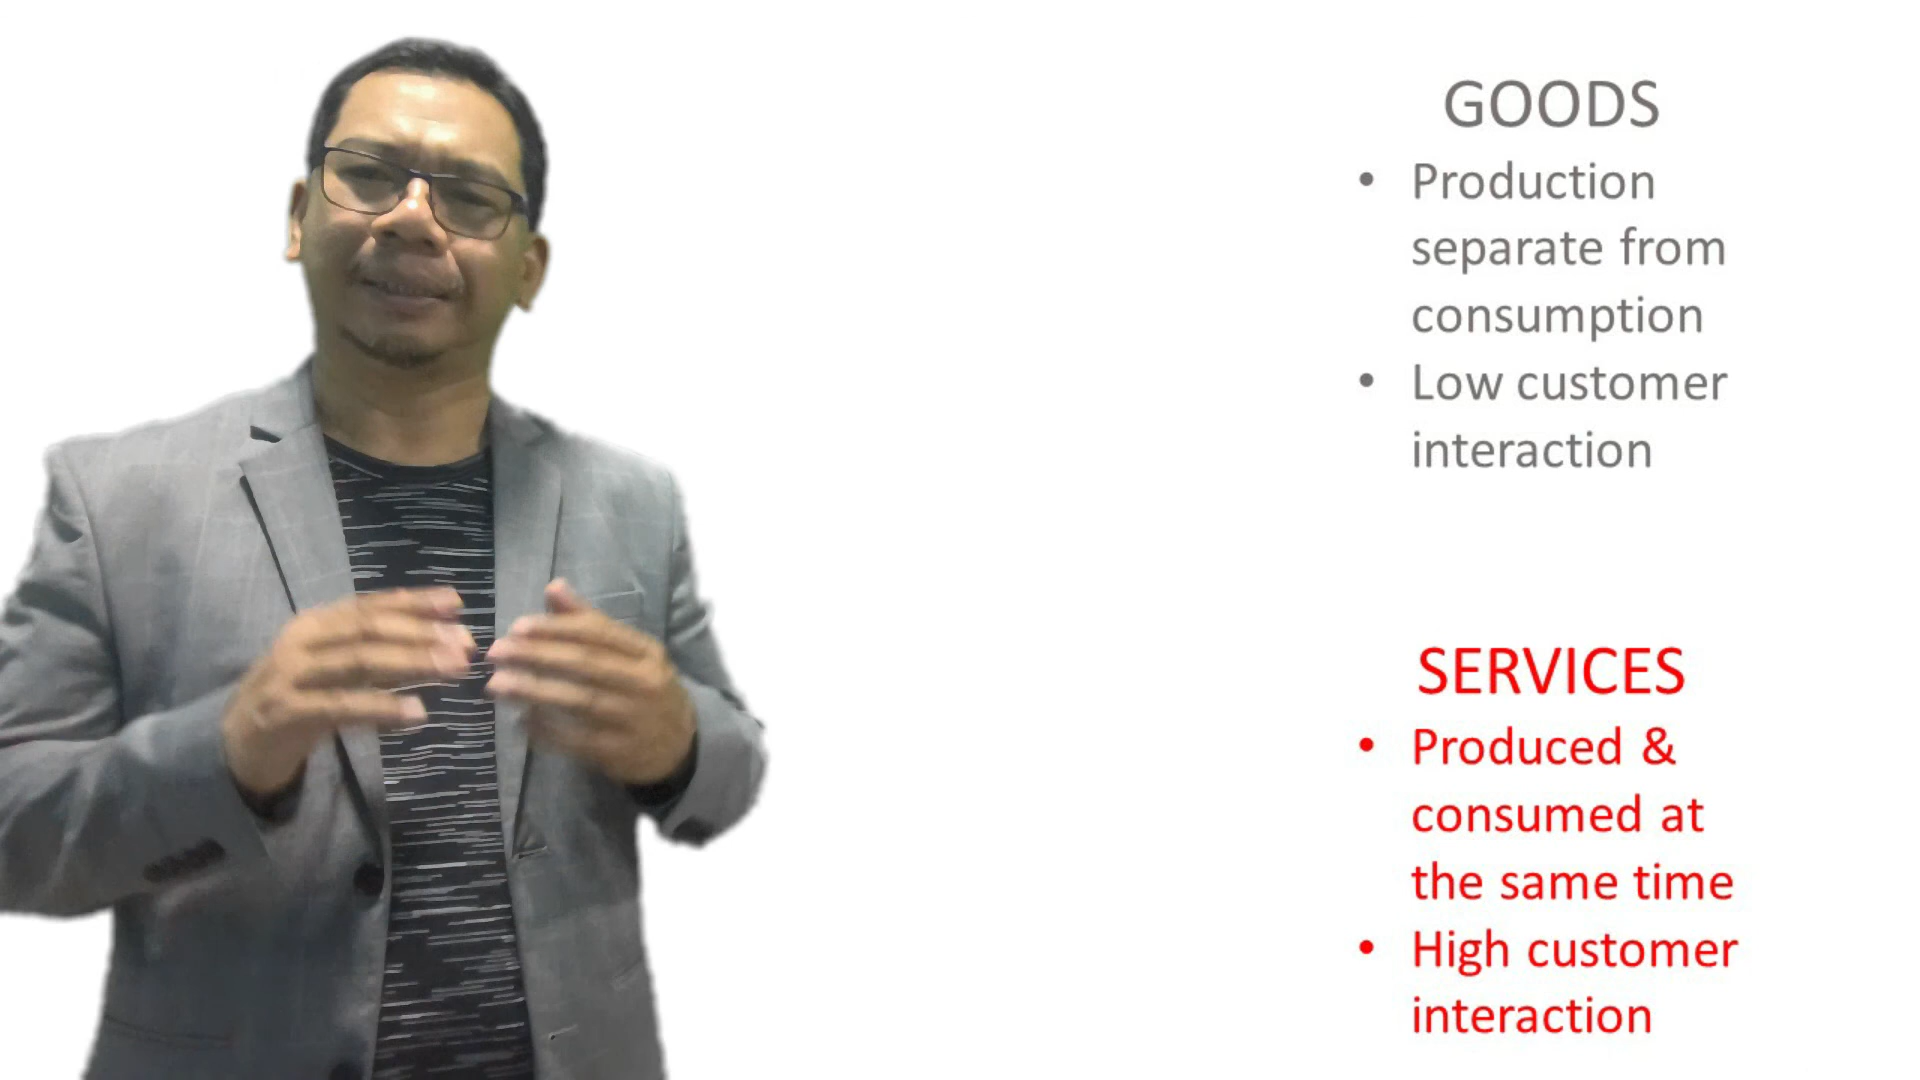 GOODS
• Production
separate from
consumption
• Low customer
interaction
SERVICES
• Produced &
consumed at
the same time
• High customer
interaction